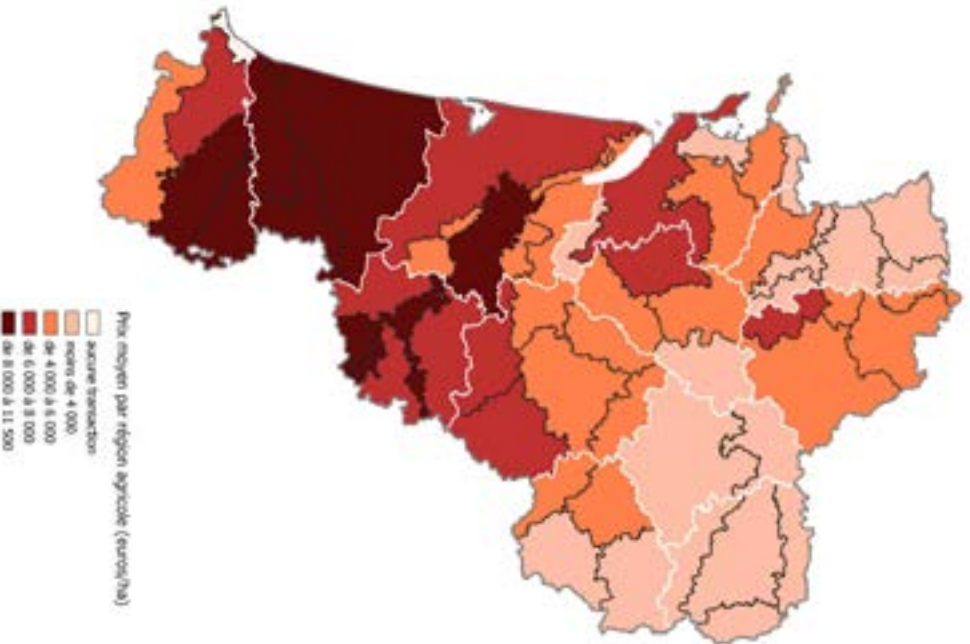 Prix moyen par région agricole (euros/ha)
aucune transaction
moins de 4 000
de 4 000 à 6 000
de 6 000 à 8 000
de 8 000 à 11 500